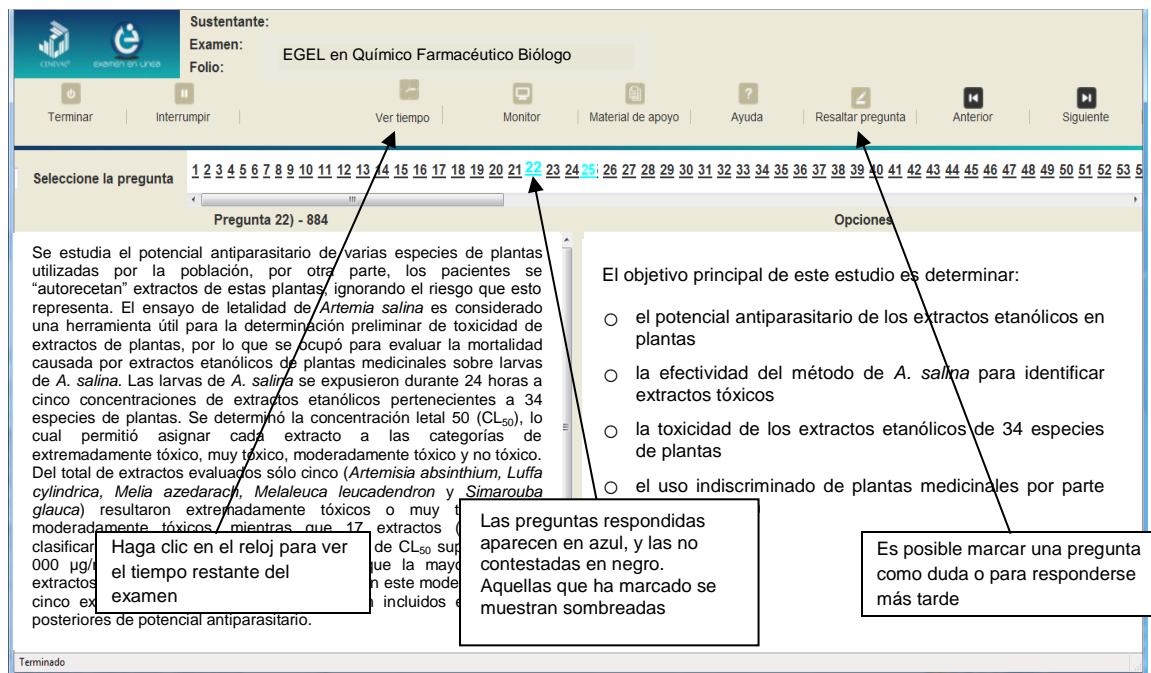 Sustentante:
Examen:
EGEL en Químico Farmacéutico Biólogo
Folio:
CENEVAL®
examen en línea
Terminar
Interrumpir
Ver tiempo
Monitor
Material de apoyo
Ayuda
Resaltar pregunta
Anterior
Siguiente
Seleccione la pregunta
1 2 3 4 5 6 7 8 9 10 11 12 13 14 15 16 17 18 19 20 21 22 23 24 25 26 27 28 29 30 31 32 33 34 35 36 37 38 39 40 41 42 43 44 45 46 47 48 49 50 51 52 53 5
Pregunta 22) - 884
Se estudia el potencial antiparasitario de varias especies de plantas
utilizadas por la población, por otra parte, los pacientes se
“autorecetan” extractos de estas plantas, ignorando el riesgo que esto
representa. El ensayo de letalidad de Artemia salina es considerado
una herramienta útil para la determinación preliminar de toxicidad de
extractos de plantas, por lo que se ocupó para evaluar la mortalidad
causada por extractos etanólicos de plantas medicinales sobre larvas
de A. salina. Las larvas de A. salina se expusieron durante 24 horas a
cinco concentraciones de extractos etanólicos pertenecientes a 34
especies de plantas. Se determinó la concentración letal 50 (CL50), lo
cual permitió asignar cada extracto a las categorías de
extremadamente tóxico, muy tóxico, moderadamente tóxico y no tóxico.
Del total de extractos evaluados sólo cinco (Artemisia absinthium, Luffa
cylindrica, Melia azedarach, Melaleuca leucadendron y Simarouba
glauca) resultaron extremadamente tóxicos o muy
moderadamente tóxicos, mientras que 17 extractos
de CL50
000
que la
extractos
este
cinco
incluidos
posteriores de potencial antiparasitario.
Opciones
El objetivo principal de este estudio es determinar:
el potencial antiparasitario de los extractos etanólicos en
plantas
la efectividad del método de A. salina para identificar
extractos tóxicos
la toxicidad de los extractos etanólicos de 34 especies
de plantas
el uso indiscriminado de plantas medicinales por parte
Haga clic en el reloj para ver
el tiempo restante del
examen
Las preguntas respondidas
aparecen en azul, y las no
contestadas en negro.
Aquellas que ha marcado se
muestran sombreadas
Es posible marcar una pregunta
como duda o para responderse
más tarde
Terminado